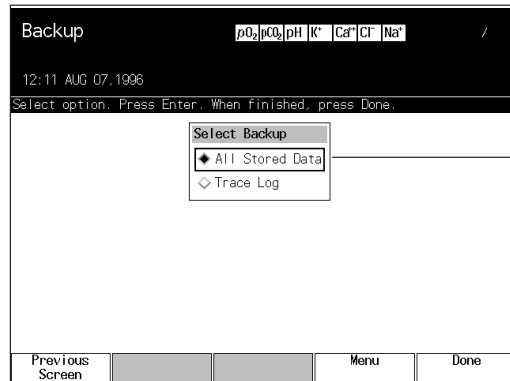 Backup
pO₂ pCO₂ pH K⁺ Ca⁺⁺ Cl⁻ Na⁺ /
12:11 AUG 07,1996
Select option. Press Enter. When finished, press Done.
Select Backup
All Stored Data
Trace Log
Previous Screen
Menu
Done